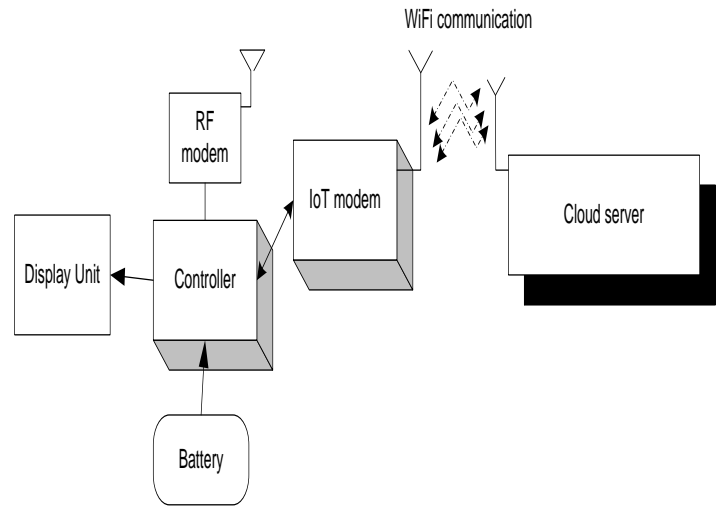 WiFi communication
RF
modem
IoT modem
Cloud server
Display Unit
Controller
Battery